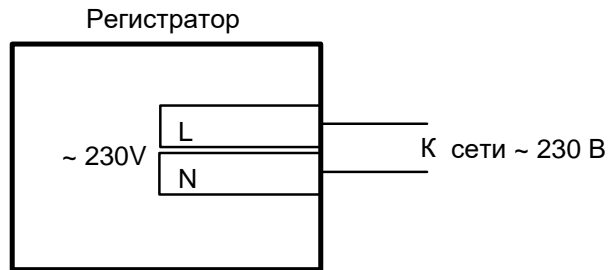 Регистратор
L
~ 230V
N
К сети ~ 230 В